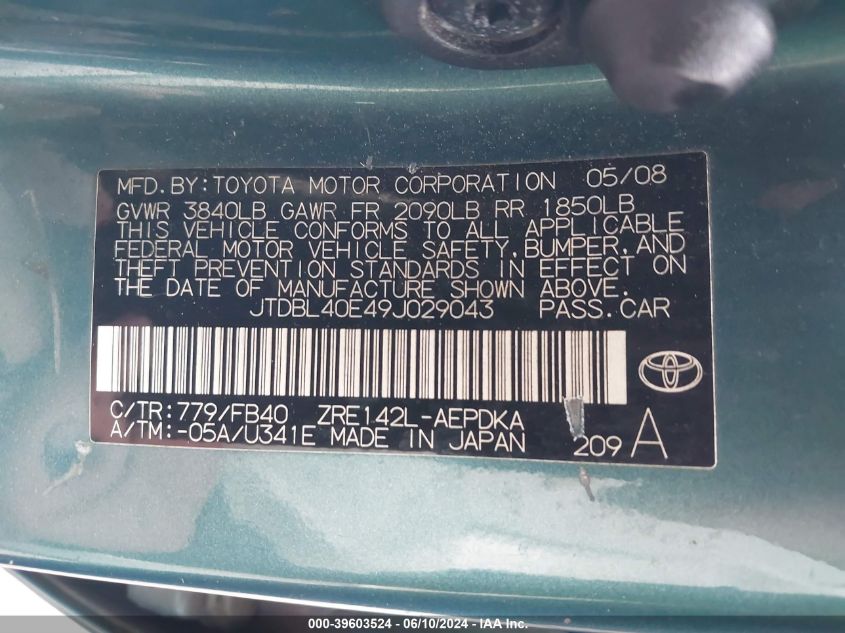 MFD. BY: TOYOTA MOTOR CORPORATION 05/08
GVWR 3840LB GAWR FR 2090LB RR 1850LB
THIS VEHICLE CONFORMS TO ALL APPLICABLE
FEDERAL MOTOR VEHICLE SAFETY, BUMPER, AND
THEFT PREVENTION STANDARDS IN EFFECT ON
THE DATE OF MANUFACTURE SHOWN ABOVE.
JTDBL40E49J029043 PASS. CAR
C/TR: 779/FB40 ZRE142L-AEPDKA
A/TM: -05A/U341E MADE IN JAPAN
209 A
000-39603524 - 06/10/2024 - IAA Inc.